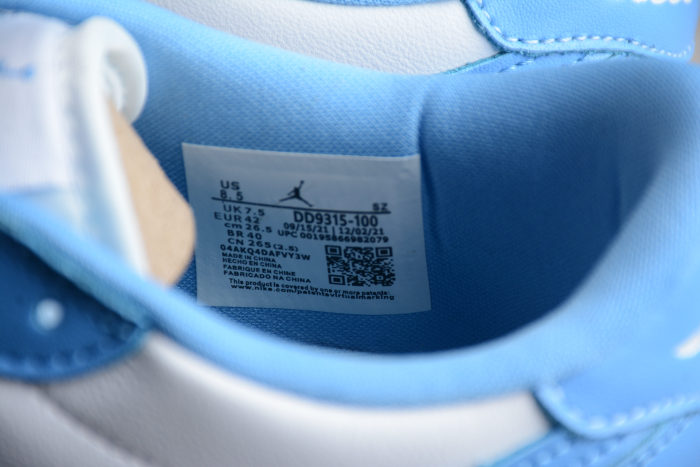 US
8.5
UK 7.5
EUR 42
cm 26.5
BR 40
CN 265(2.5)
SZ
DD9315-100
09/15/21 | 12/02/21
UPC 00195866982079
04AKQ4DAFVY3W
MADE IN CHINA
HECHO EN CHINA
FABRIQUE EN CHINE
FABRICADO NA CHINA
This product is covered by one or more patents:
www.nike.com/patentsvirtualmarking